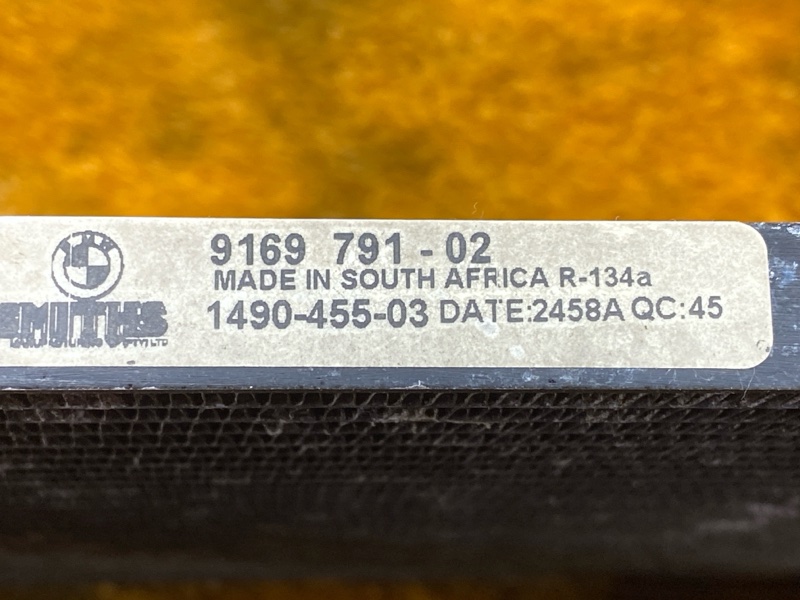 9169 791 - 02
MADE IN SOUTH AFRICA R-134a
SMITHS
1490-455-03 DATE:2458A QC:45